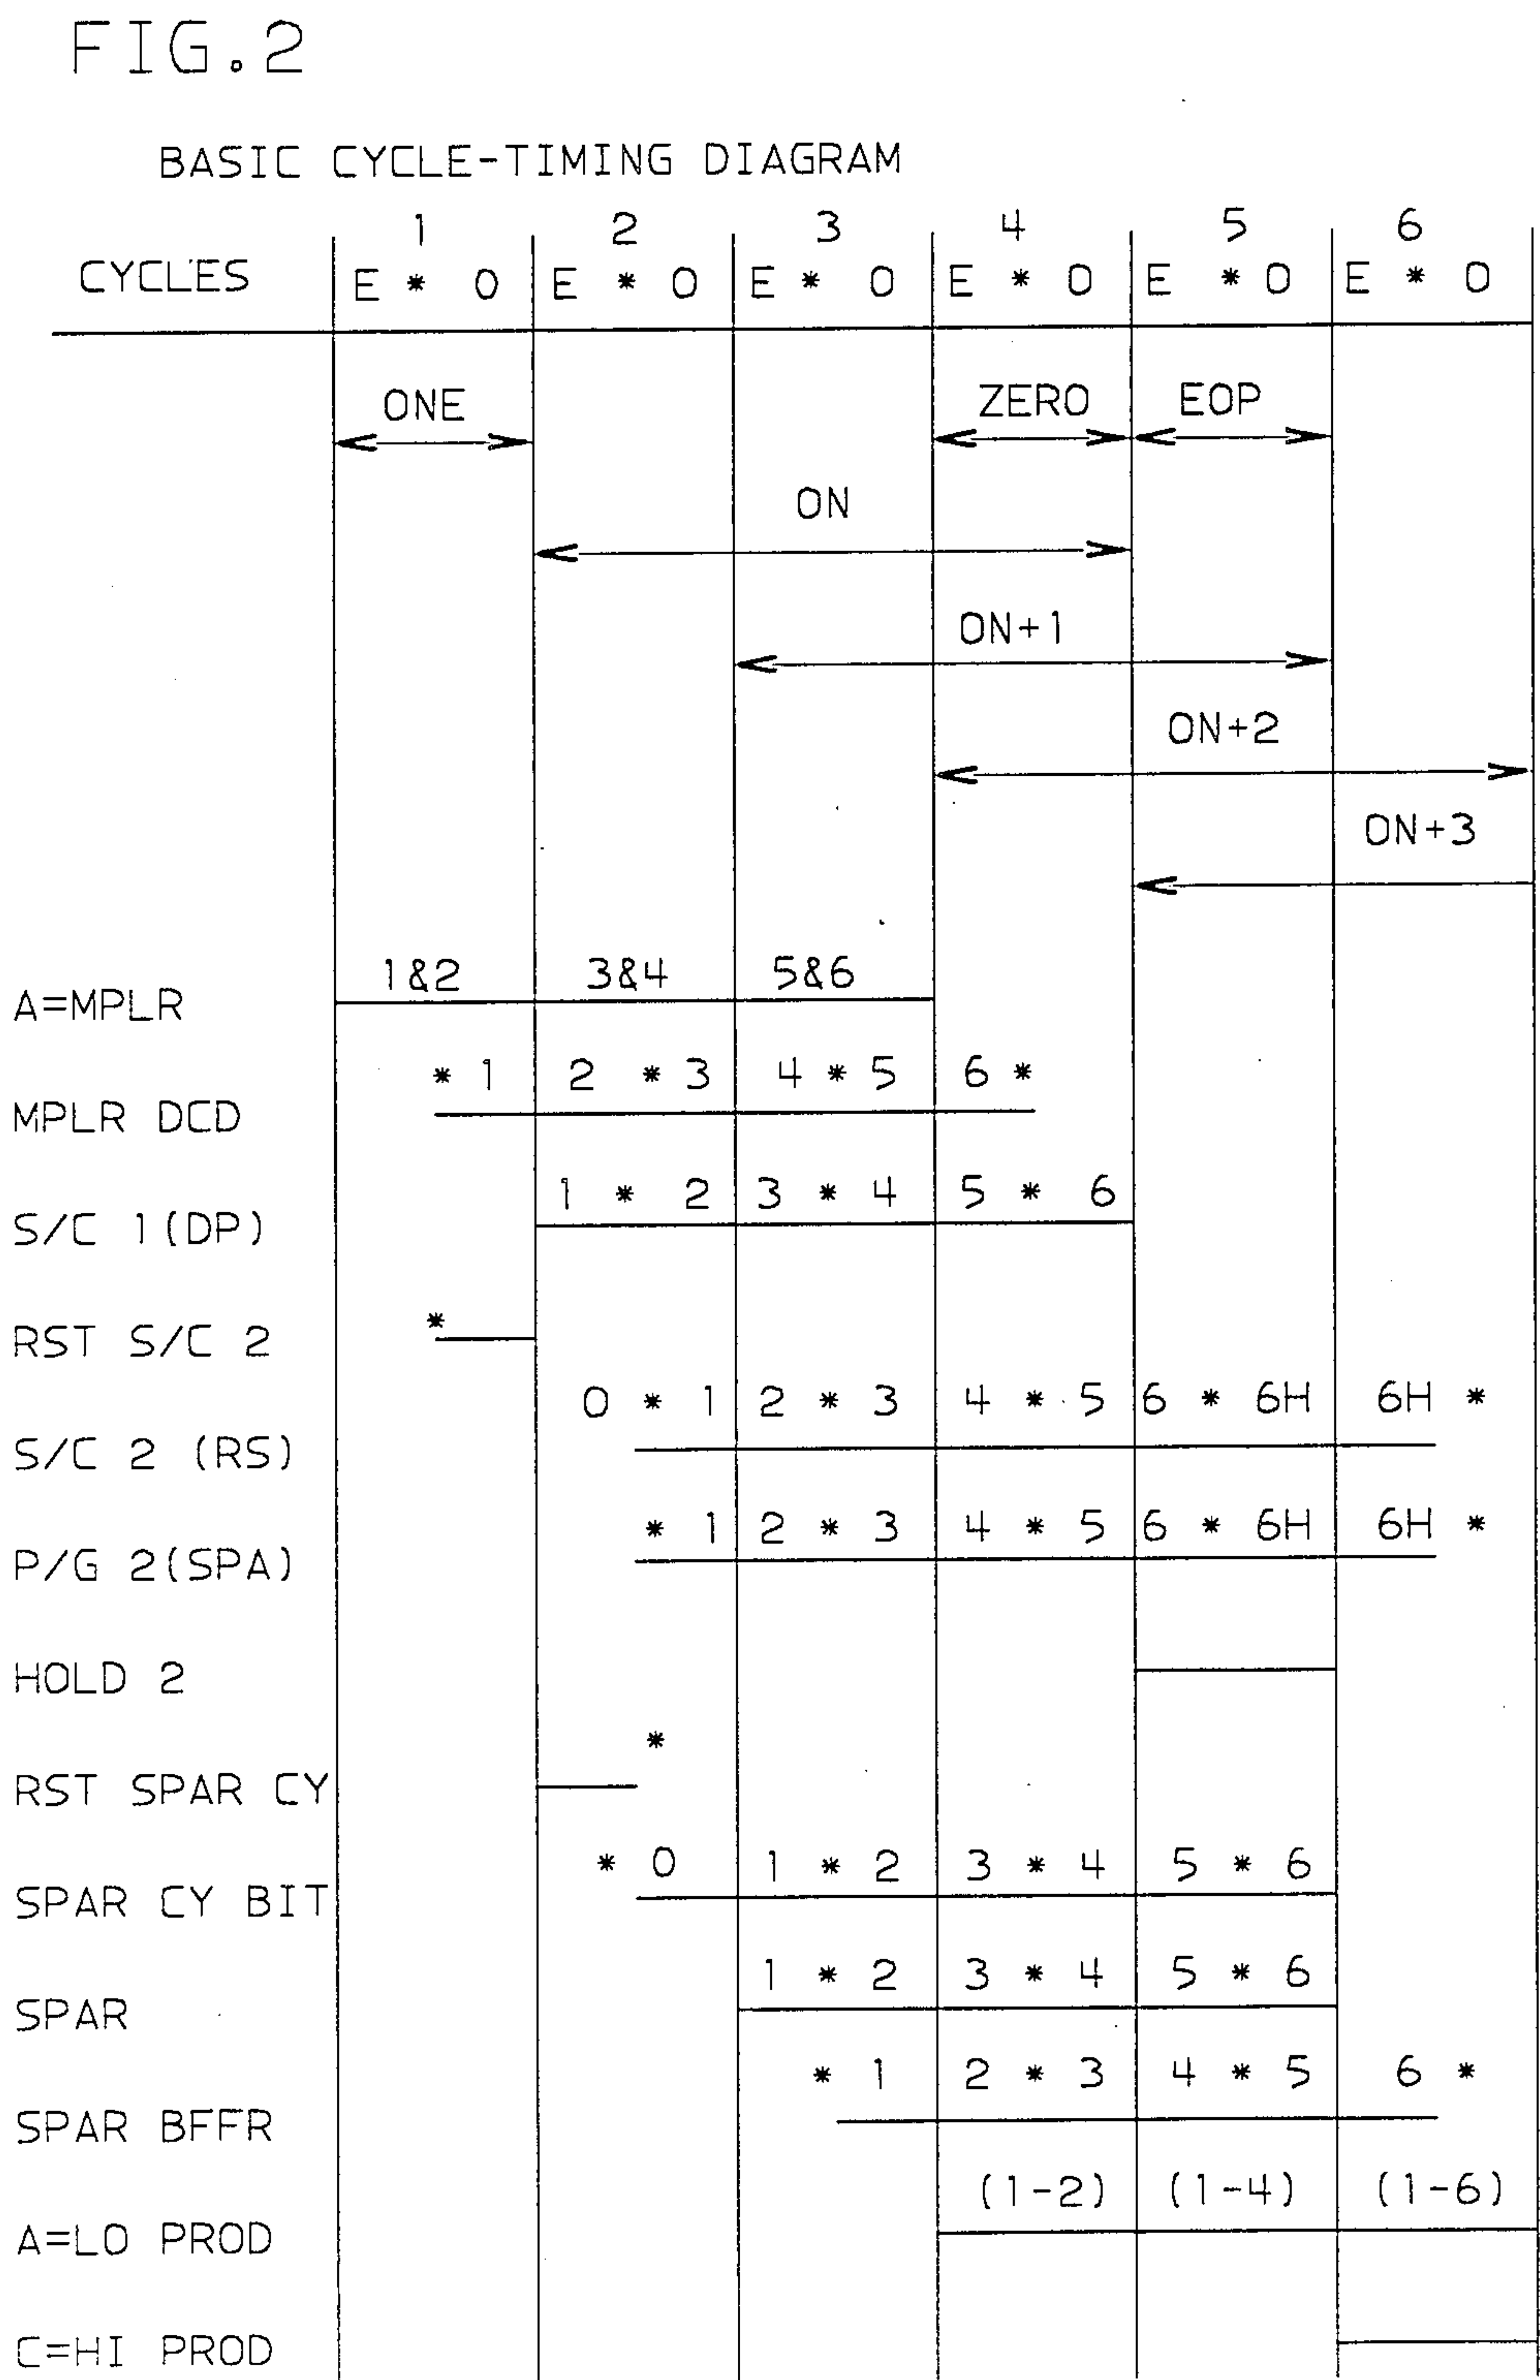 FIG.2
BASIC CYCLE-TIMING DIAGRAM
1 2 3 4 5 6
CYCLES E * O E * O E * O E * O E * O E * O
ONE ZERO EOP
ON
ON+1
ON+2
ON+3
1&2 3&4 5&6
A=MPLR
* 1 2 * 3 4 * 5 6 *
MPLR DCD
1 * 2 3 * 4 5 * 6
S/C 1(DP)
*
RST S/C 2
0 * 1 2 * 3 4 * 5 6 * 6H 6H *
S/C 2 (RS)
* 1 2 * 3 4 * 5 6 * 6H 6H *
P/G 2(SPA)
HOLD 2
*
RST SPAR CY
* 0 1 * 2 3 * 4 5 * 6
SPAR CY BIT
1 * 2 3 * 4 5 * 6
SPAR
* 1 2 * 3 4 * 5 6 *
SPAR BFFR
(1-2) (1-4) (1-6)
A=LO PROD
C=HI PROD